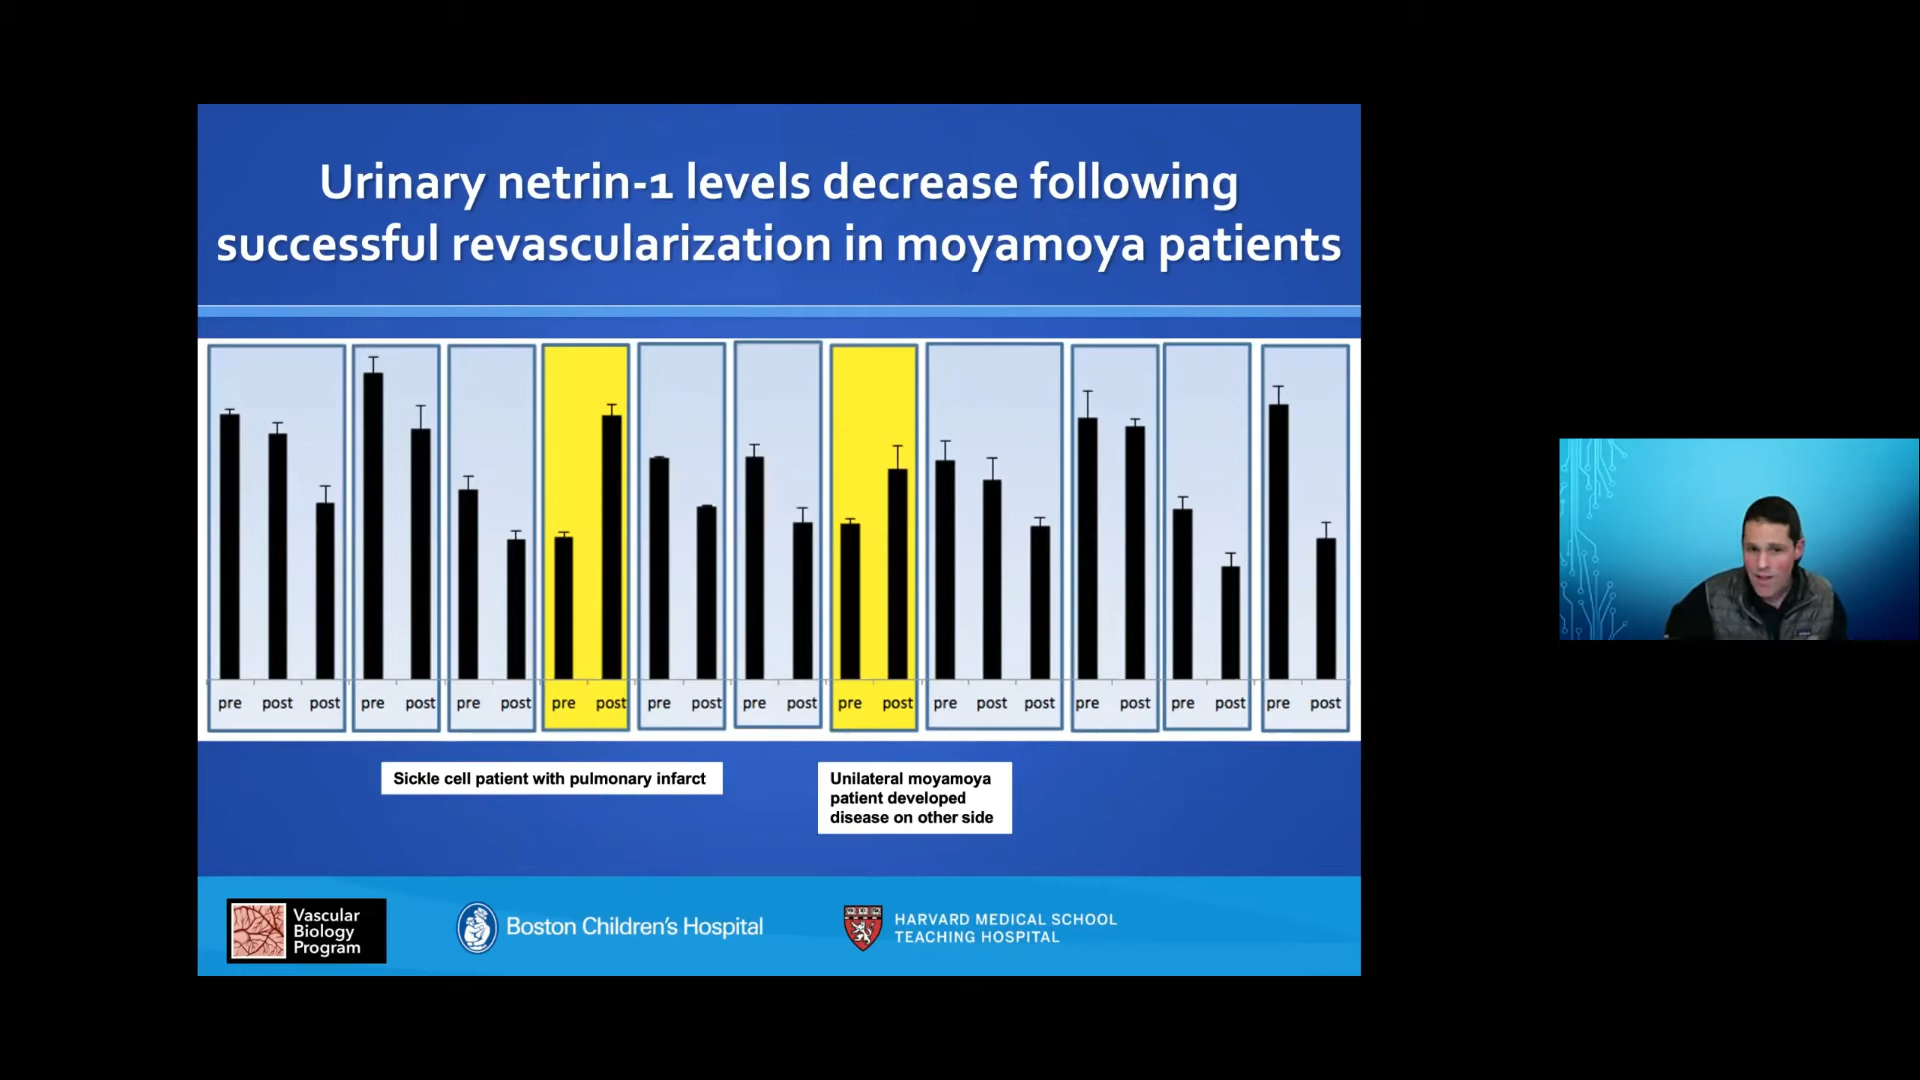 Urinary netrin-1 levels decrease following
successful revascularization in moyamoya patients
pre post post pre post pre post pre post pre post pre post pre post pre post post pre post pre post pre post
Sickle cell patient with pulmonary infarct
Unilateral moyamoya
patient developed
disease on other side
Vascular
Biology
Program
Boston Children's Hospital
HARVARD MEDICAL SCHOOL
TEACHING HOSPITAL